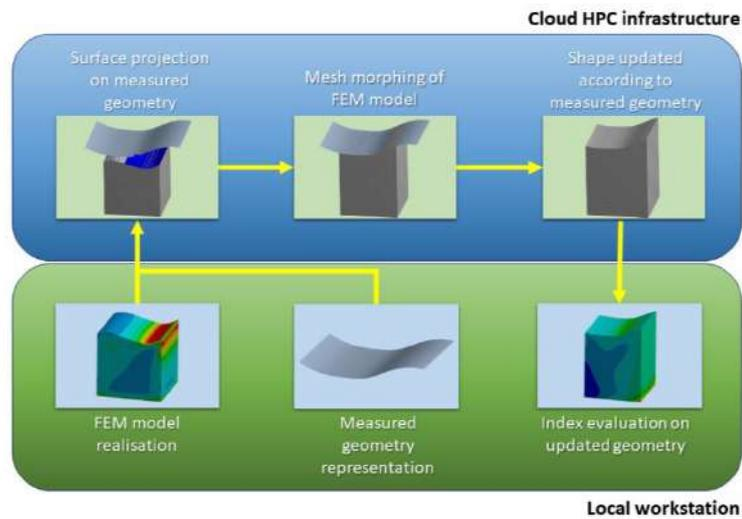 Cloud HPC infrastructure
Surface projection
on measured
geometry
Mesh morphing of
FEM model
Shape updated
according to
measured geometry
FEM model
realisation
Measured
geometry
representation
Index evaluation on
updated geometry
Local workstation